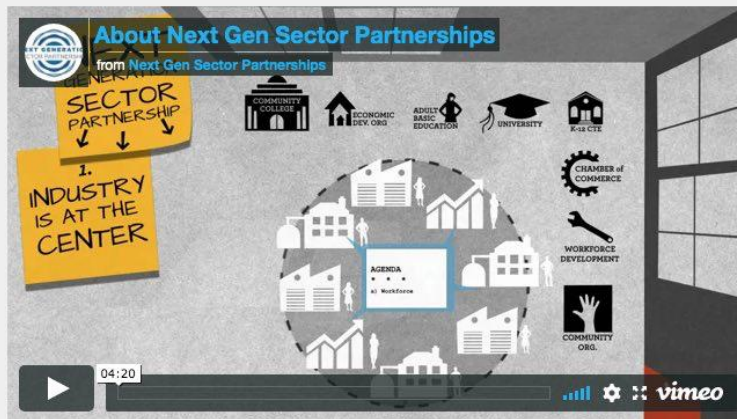 About Next Gen Sector Partnerships
from Next Gen Sector Partnerships
NEXT
GENERATION
SECTOR
PARTNERSHIP
1.
INDUSTRY
IS AT THE
CENTER
COMMUNITY
COLLEGE
ECONOMIC
DEV. ORG
ADULT
BASIC
EDUCATION
UNIVERSITY
K-12 CTE
CHAMBER of
COMMERCE
WORKFORCE
DEVELOPMENT
COMMUNITY
ORG.
AGENDA
a) Workforce
04:20
vimeo